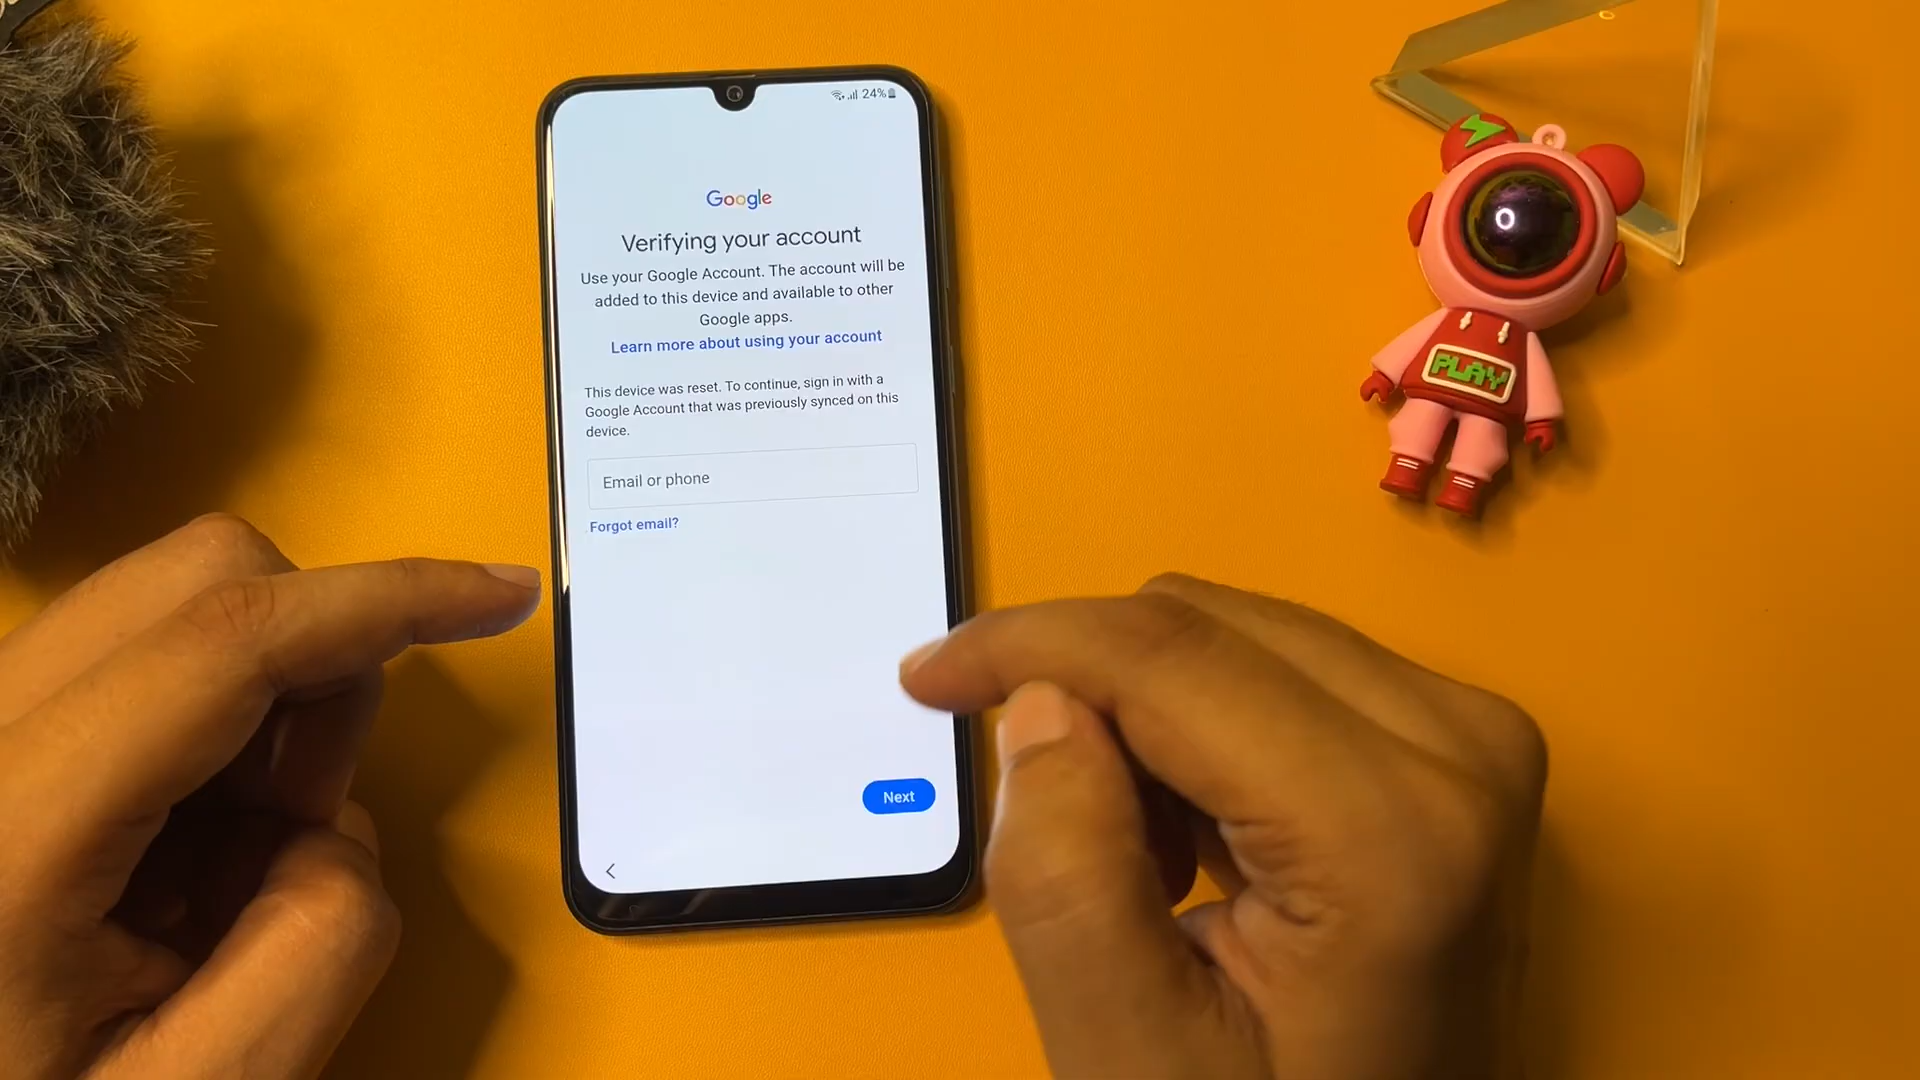 24%
Google
Verifying your account
Use your Google Account. The account will be
added to this device and available to other
Google apps.
Learn more about using your account
This device was reset. To continue, sign in with a
Google Account that was previously synced on this
device.
Email or phone
Forgot email?
Next
PLAY